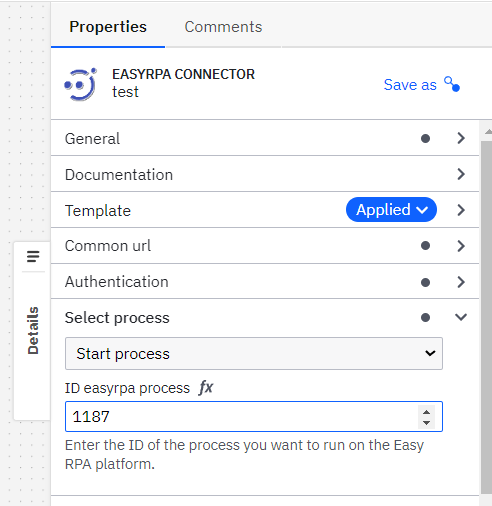 Properties
Comments
EASYRPA CONNECTOR
test
Save as
General
Documentation
Template
Applied
Common url
Authentication
Details
Select process
Start process
ID easyrpa process fx
1187
Enter the ID of the process you want to run on the Easy
RPA platform.